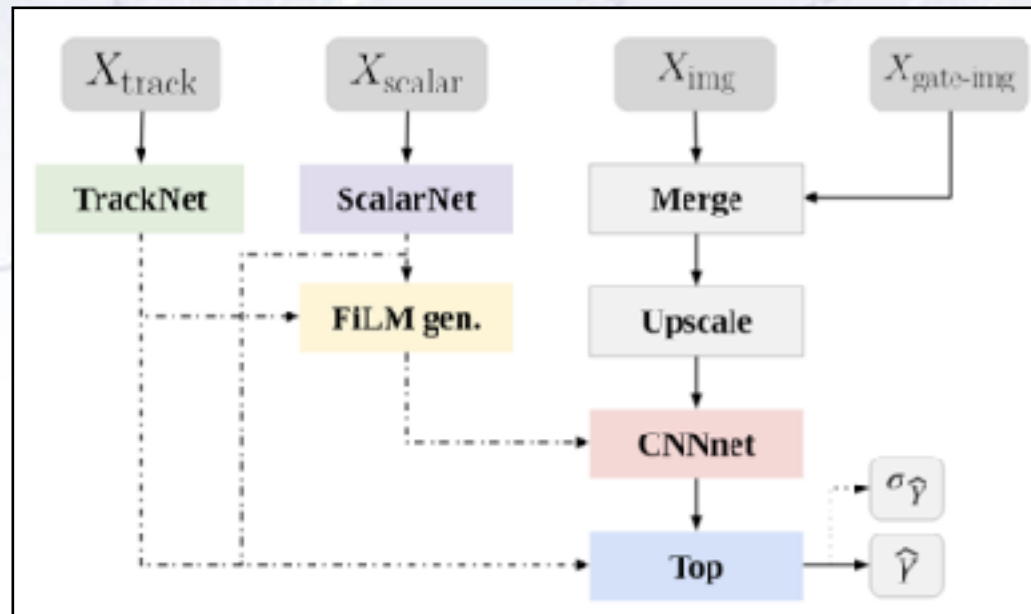 X_track X_scalar X_img X_gate-img
TrackNet ScalarNet Merge
FiLM gen. Upscale
CNNnet
σ_ŷ
Top ŷ